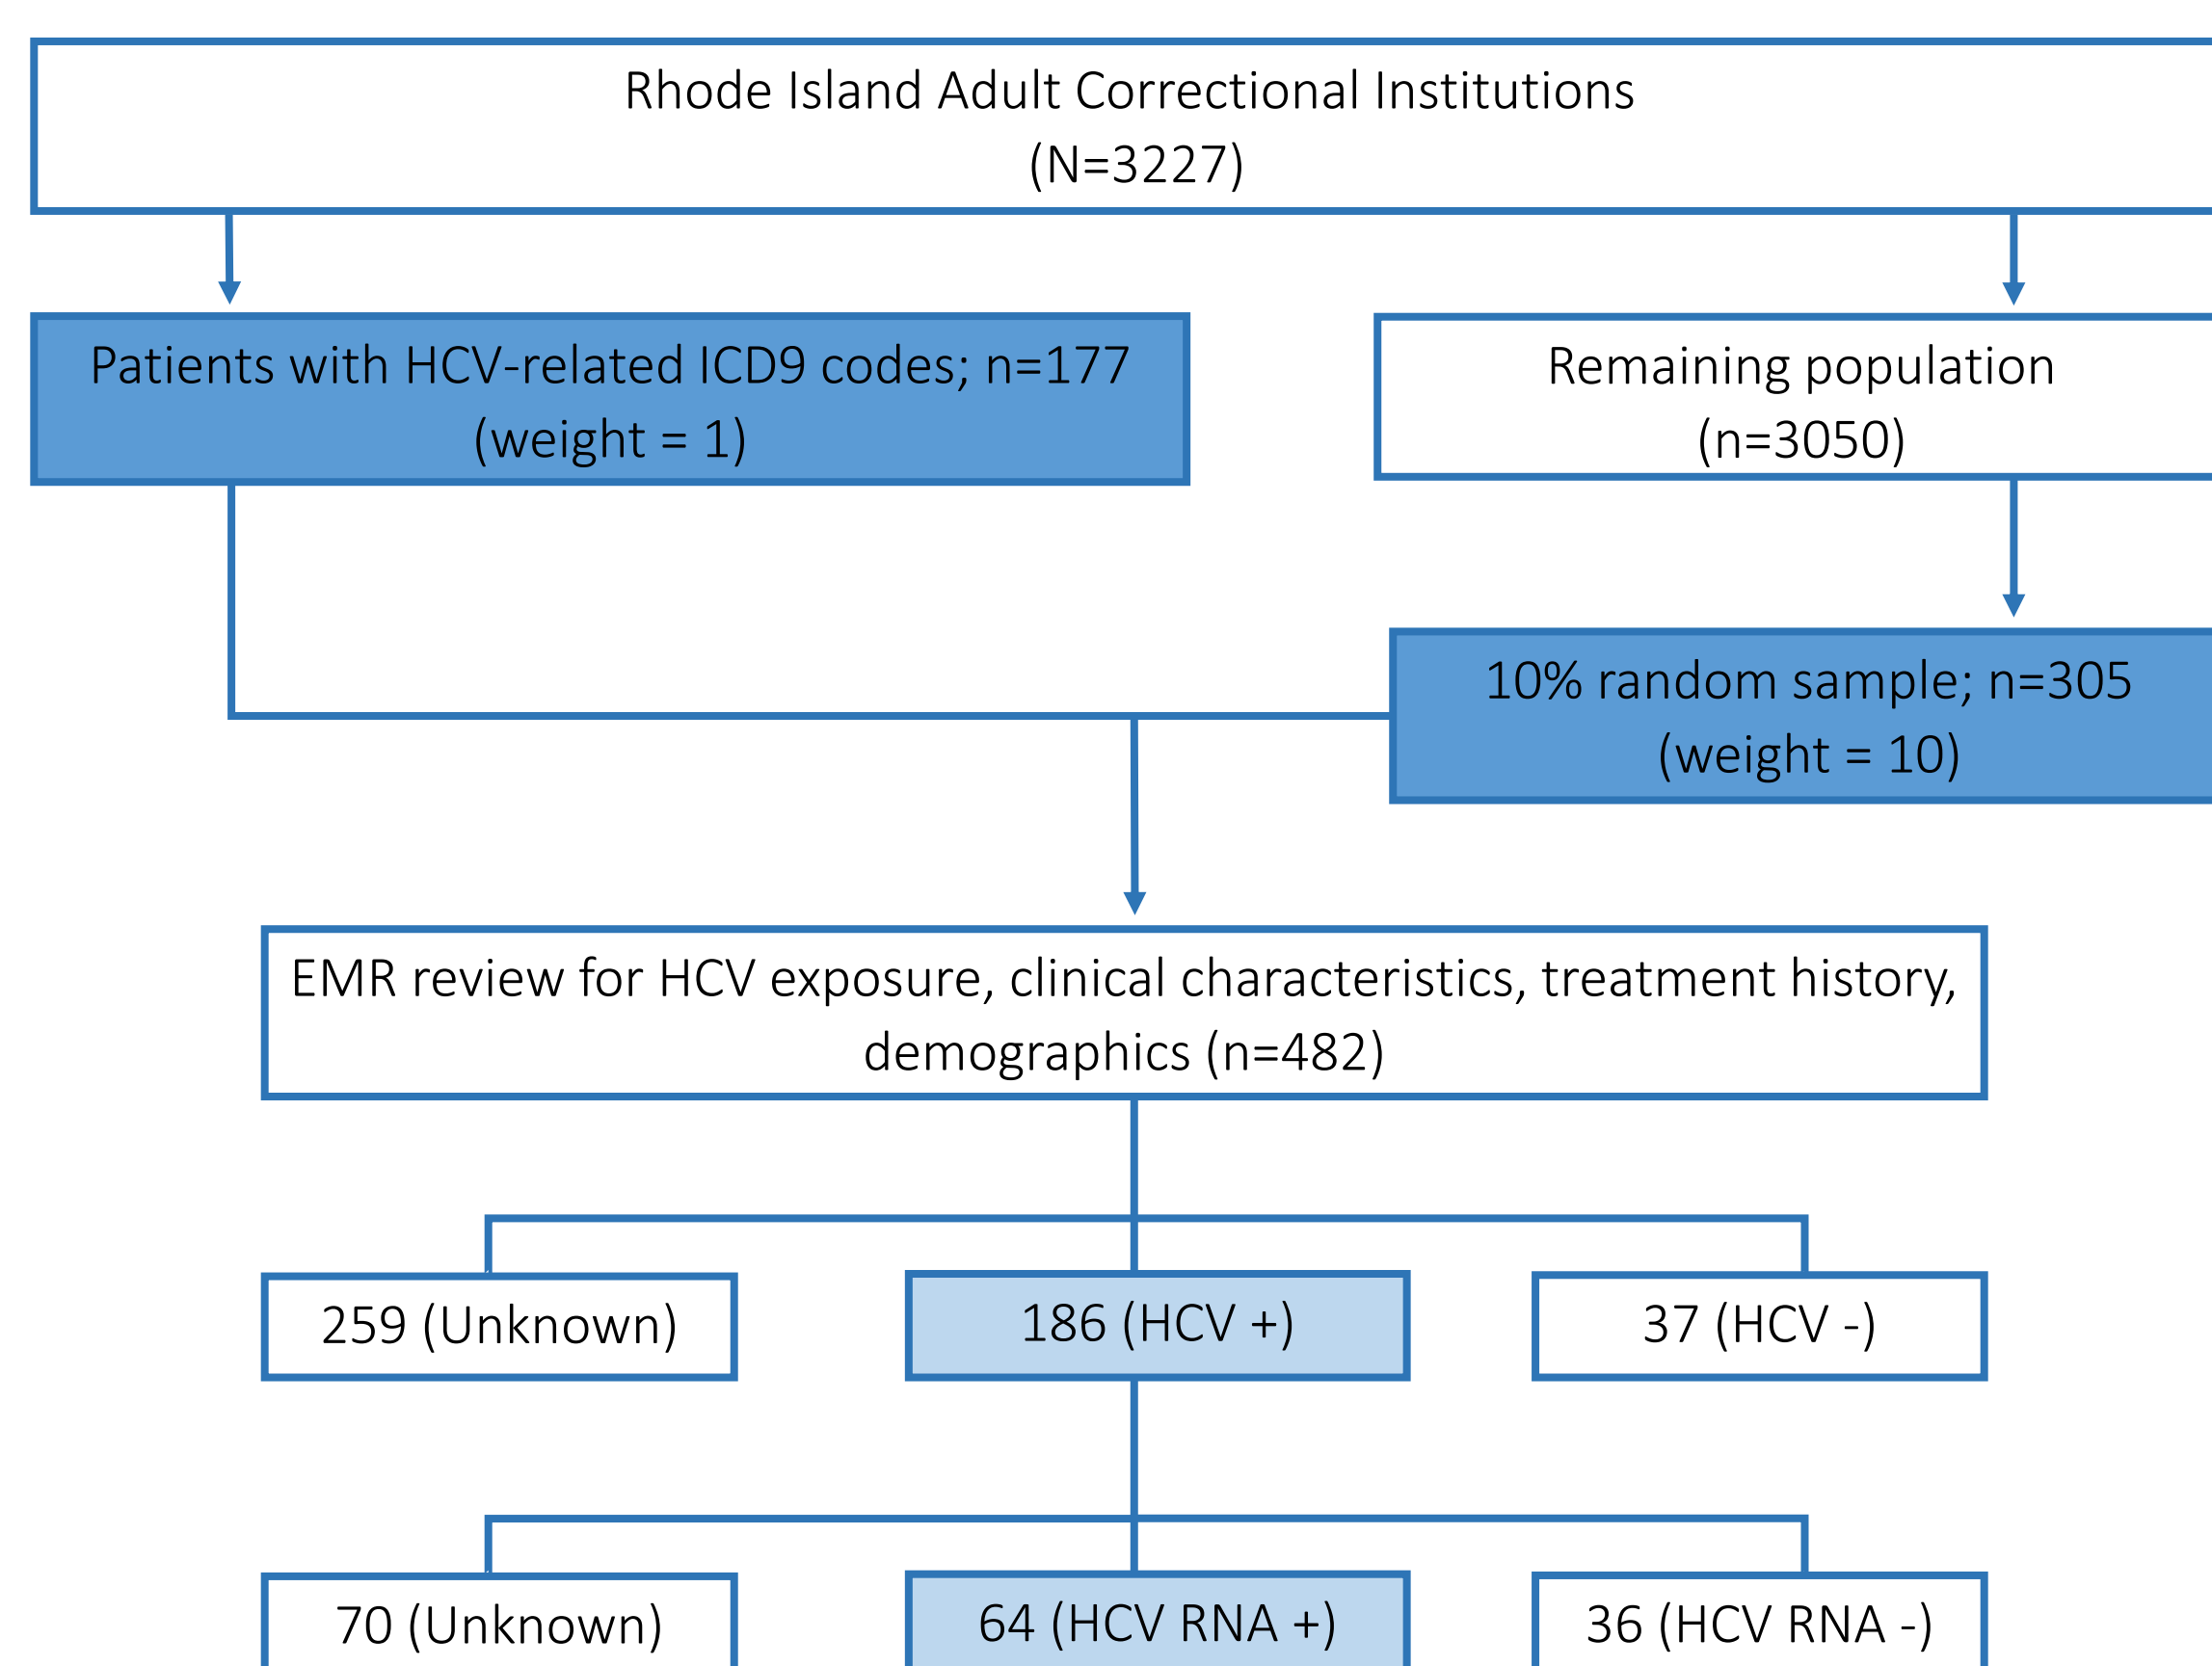 Rhode Island Adult Correctional Institutions
(N=3227)
Patients with HCV-related ICD9 codes; n=177
(weight = 1)
Remaining population
(n=3050)
10% random sample; n=305
(weight = 10)
EMR review for HCV exposure, clinical characteristics, treatment history,
demographics (n=482)
259 (Unknown)
186 (HCV +)
37 (HCV -)
70 (Unknown)
64 (HCV RNA +)
36 (HCV RNA -)